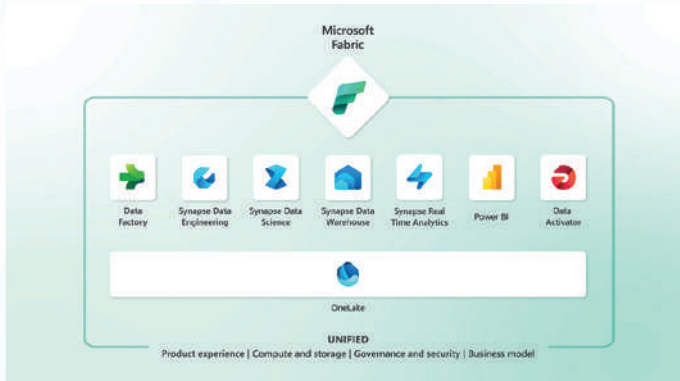 Microsoft
Fabric
Data
Factory
Synapse Data
Engineering
Synapse Data
Science
Synapse Data
Warehouse
Synapse Real
Time Analytics
Power BI
Data
Activator
OneLake
UNIFIED
Product experience | Compute and storage | Governance and security | Business model